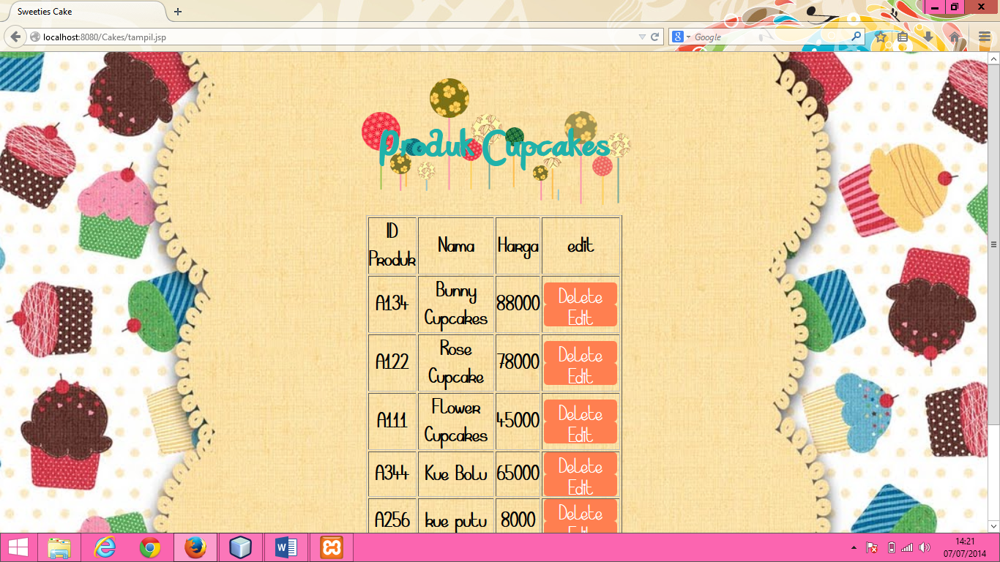 Sweeties Cake
localhost:8080/Cakes/tampil.jsp
Google
Produk Cupcakes
ID Produk Nama Harga edit
A134 Bunny Cupcakes 88000 Delete Edit
A122 Rose Cupcake 78000 Delete Edit
A111 Flower Cupcakes 45000 Delete Edit
A344 Kue Bolu 65000 Delete Edit
A256 kue putu 8000 Delete Edit
14:21
07/07/2014